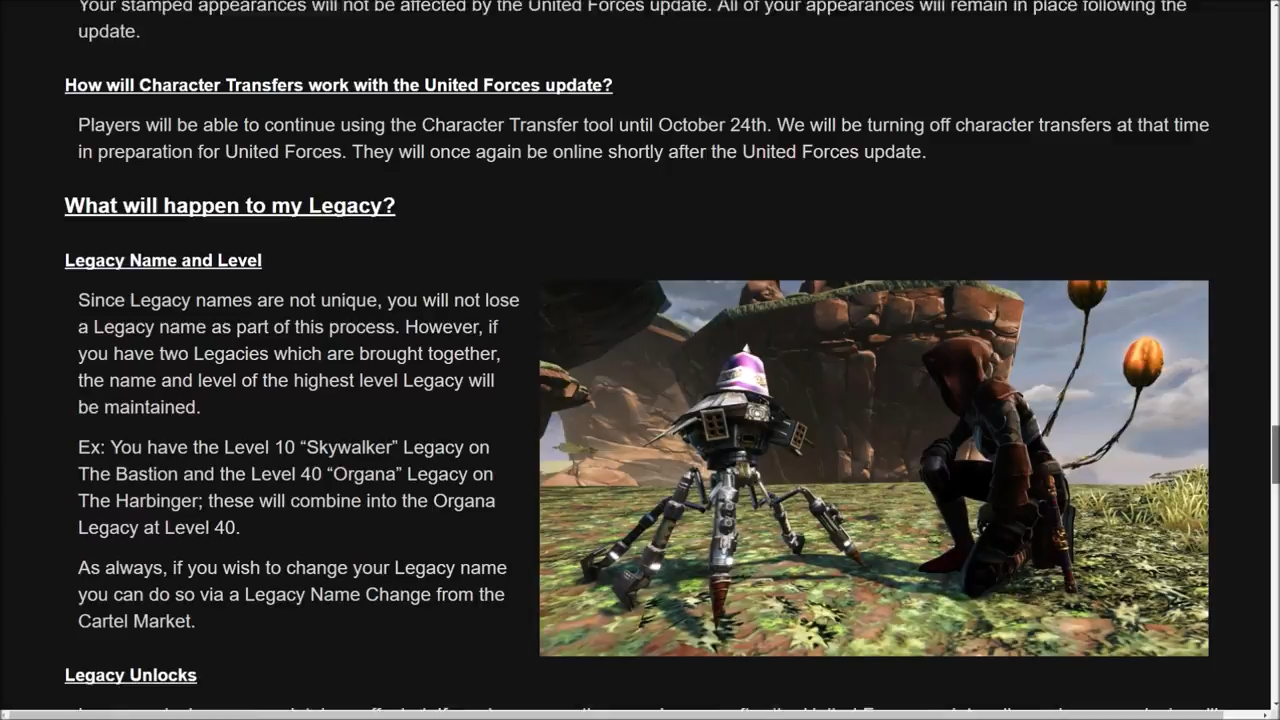 Your stamped appearances will not be affected by the United Forces update. All of your appearances will remain in place following the
update.
How will Character Transfers work with the United Forces update?
Players will be able to continue using the Character Transfer tool until October 24th. We will be turning off character transfers at that time
in preparation for United Forces. They will once again be online shortly after the United Forces update.
What will happen to my Legacy?
Legacy Name and Level
Since Legacy names are not unique, you will not lose
a Legacy name as part of this process. However, if
you have two Legacies which are brought together,
the name and level of the highest level Legacy will
be maintained.
Ex: You have the Level 10 “Skywalker” Legacy on
The Bastion and the Level 40 “Organa” Legacy on
The Harbinger; these will combine into the Organa
Legacy at Level 40.
As always, if you wish to change your Legacy name
you can do so via a Legacy Name Change from the
Cartel Market.
Legacy Unlocks